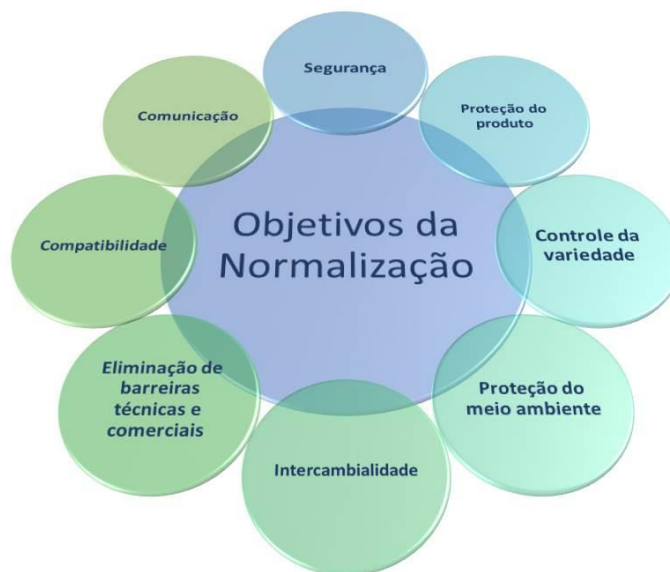 Objetivos da
Normalização
Segurança
Proteção do
produto
Controle da
variedade
Proteção do
meio ambiente
Intercambialidade
Eliminação de
barreiras
técnicas e
comerciais
Compatibilidade
Comunicação